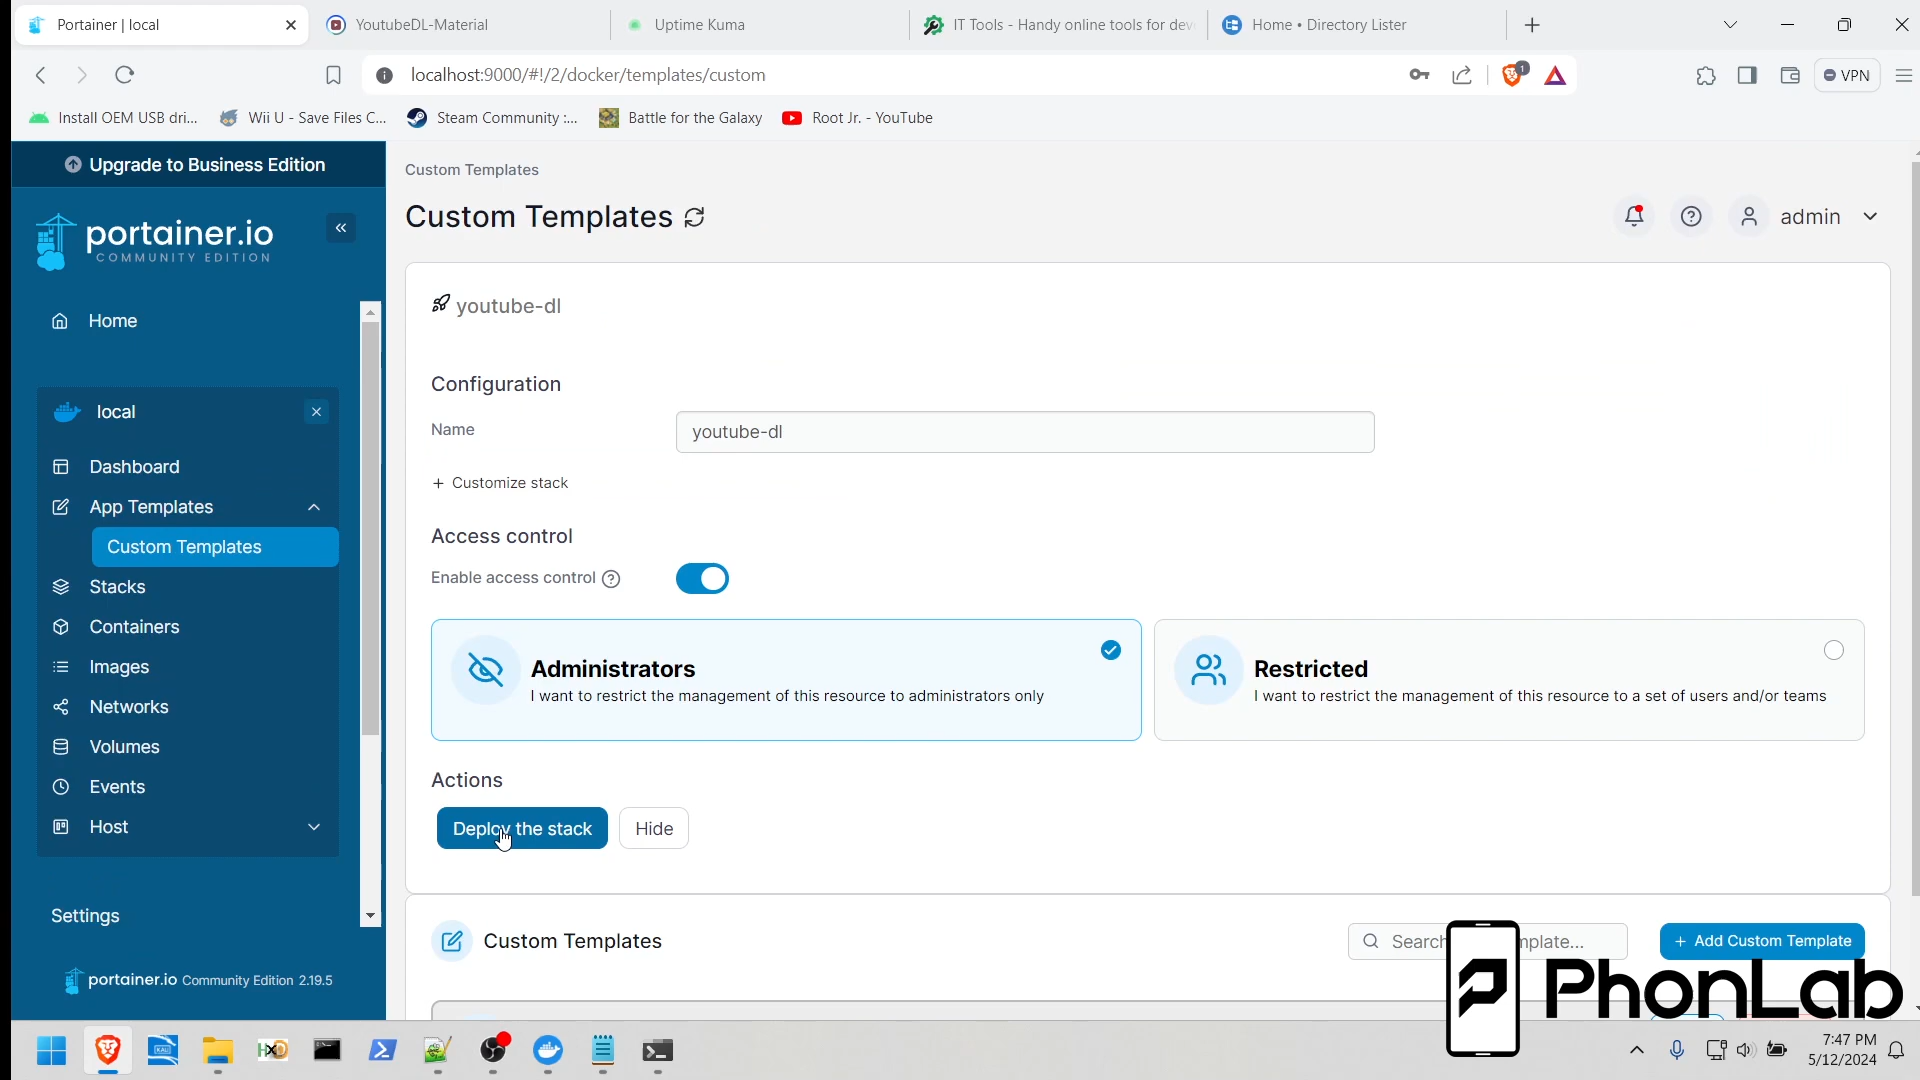 Portainer | local
YoutubeDL-Material
Uptime Kuma
IT Tools - Handy online tools for dev
Home • Directory Lister
localhost:9000/#!/2/docker/templates/custom
1
VPN
Install OEM USB dri...
Wii U - Save Files C...
Steam Community :...
Battle for the Galaxy
Root Jr. - YouTube
Upgrade to Business Edition
portainer.io
COMMUNITY EDITION
Home
local
Dashboard
App Templates
Custom Templates
Stacks
Containers
Images
Networks
Volumes
Events
Host
Settings
portainer.io Community Edition 2.19.5
Custom Templates
Custom Templates
admin
youtube-dl
Configuration
Name
youtube-dl
+ Customize stack
Access control
Enable access control
Administrators
I want to restrict the management of this resource to administrators only
Restricted
I want to restrict the management of this resource to a set of users and/or teams
Actions
Deploy the stack
Hide
Custom Templates
+ Add Custom Template
PhonLab
7:47 PM
5/12/2024